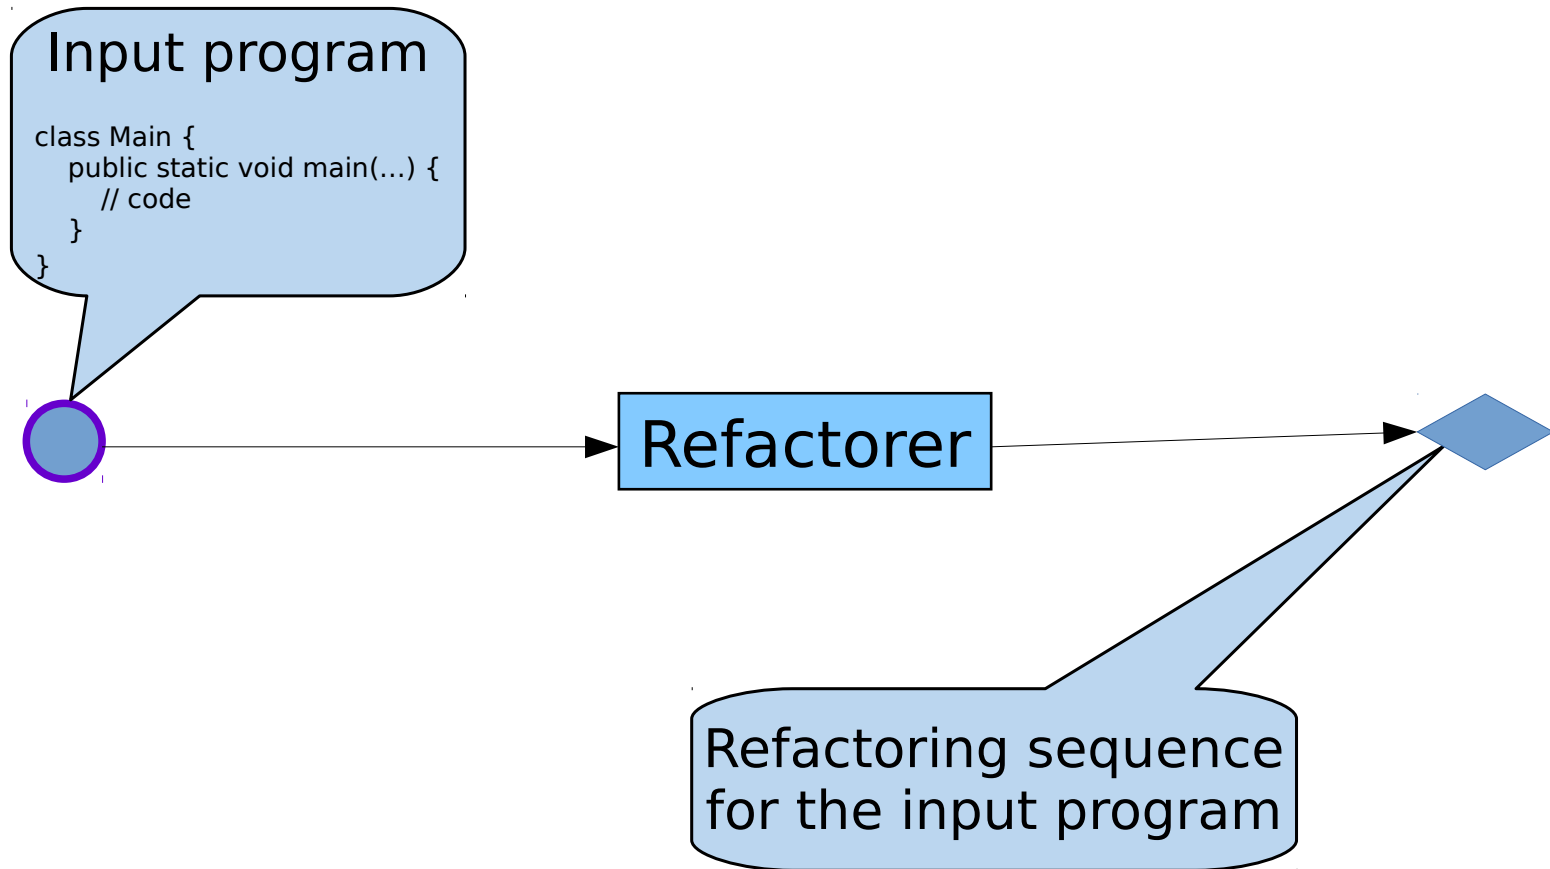 Input program
class Main {
public static void main(...) {
// code
}
}
Refactorer
Refactoring sequence
for the input program